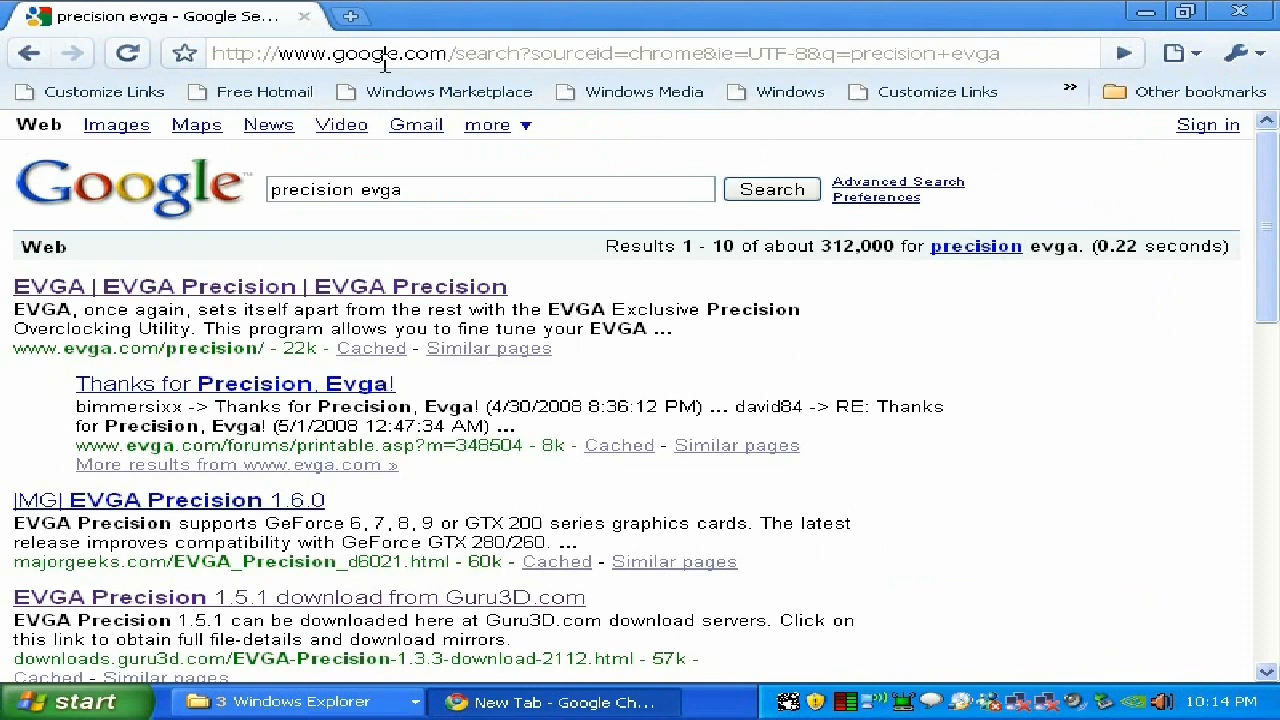 precision evga - Google Se...
http://www.google.com/search?sourceid=chrome&ie=UTF-8&q=precision+evga
Customize Links Free Hotmail Windows Marketplace Windows Media Windows Customize Links » Other bookmarks
Web Images Maps News Video Gmail more ▼ Sign in
Google™ precision evga Search Advanced Search
Preferences
Web Results 1 - 10 of about 312,000 for precision evga. (0.22 seconds)
EVGA | EVGA Precision | EVGA Precision
EVGA, once again, sets itself apart from the rest with the EVGA Exclusive Precision
Overclocking Utility. This program allows you to fine tune your EVGA ...
www.evga.com/precision/ - 22k - Cached - Similar pages
Thanks for Precision, Evga!
bimmersixx -> Thanks for Precision, Evga! (4/30/2008 8:36:12 PM) ... david84 -> RE: Thanks
for Precision, Evga! (5/1/2008 12:47:34 AM) ...
www.evga.com/forums/printable.asp?m=348504 - 8k - Cached - Similar pages
More results from www.evga.com »
|MG| EVGA Precision 1.6.0
EVGA Precision supports GeForce 6, 7, 8, 9 or GTX 200 series graphics cards. The latest
release improves compatibility with GeForce GTX 280/260. ...
majorgeeks.com/EVGA_Precision_d6021.html - 60k - Cached - Similar pages
EVGA Precision 1.5.1 download from Guru3D.com
EVGA Precision 1.5.1 can be downloaded here at Guru3D.com download servers. Click on
this link to obtain full file-details and download mirrors.
downloads.guru3d.com/EVGA-Precision-1.3.3-download-2112.html - 57k -
Cached - Similar pages
start 3 Windows Explorer New Tab - Google Ch... 10:14 PM